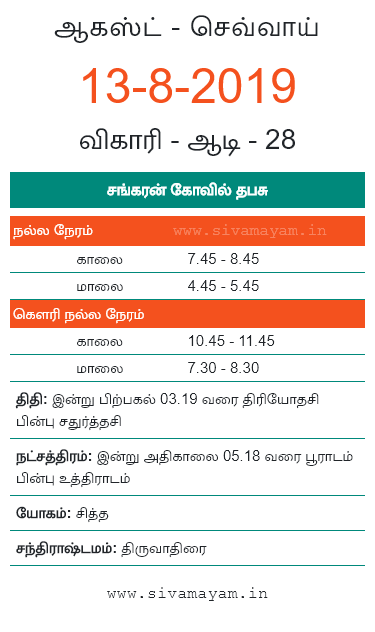 ஆகஸ்ட் - செவ்வாய்
13-8-2019
விகாரி - ஆடி - 28
சங்கரன் கோவில் தபசு
நல்ல நேரம் www.sivamayam.in
காலை 7.45 - 8.45
மாலை 4.45 - 5.45
கௌரி நல்ல நேரம்
காலை 10.45 - 11.45
மாலை 7.30 - 8.30
திதி: இன்று பிற்பகல் 03.19 வரை திரியோதசி
பின்பு சதுர்த்தசி
நட்சத்திரம்: இன்று அதிகாலை 05.18 வரை பூராடம்
பின்பு உத்திராடம்
யோகம்: சித்த
சந்திராஷ்டமம்: திருவாதிரை
www.sivamayam.in